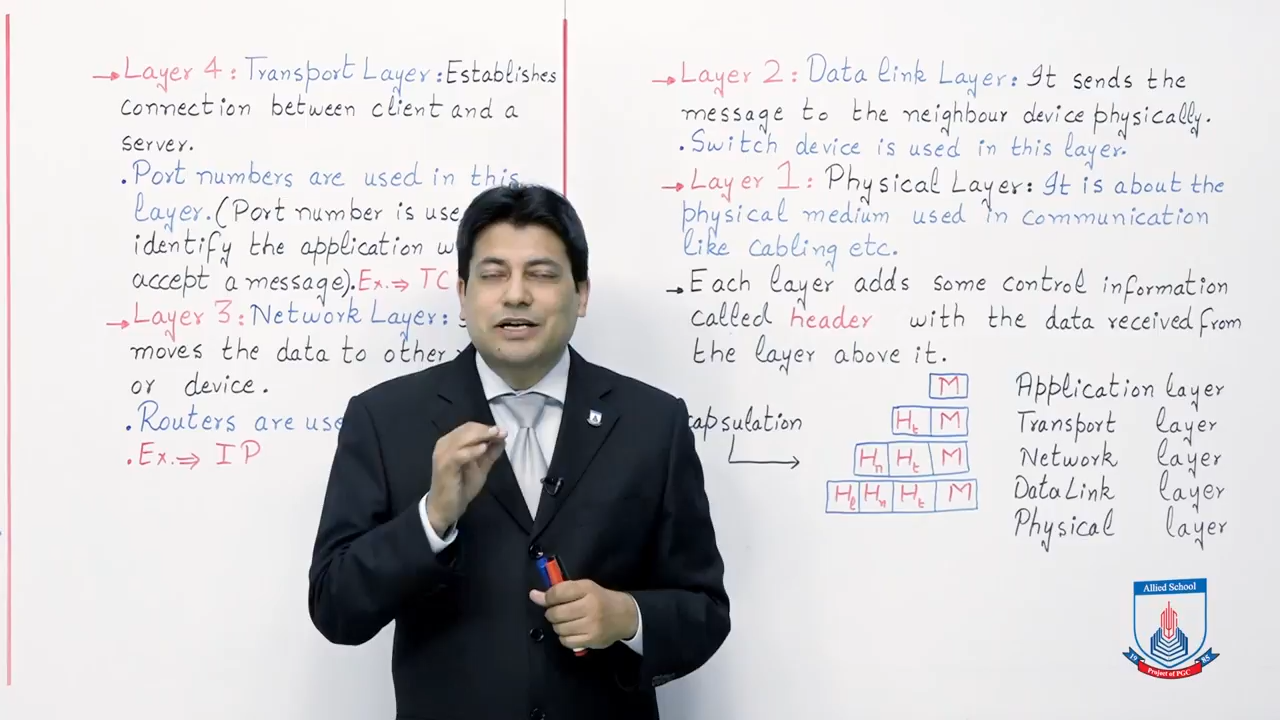 → Layer 4 : Transport Layer : Establishes
connection between client and a
server.
. Port numbers are used in this
layer. (Port number is use
identify the application w
accept a message). Ex. ⇒ TC
→ Layer 3 : Network Layer :
moves the data to other
or device.
. Routers are use
. Ex. ⇒ IP
→ Layer 2 : Data link Layer : It sends the
message to the neighbour device physically.
. Switch device is used in this layer.
→ Layer 1 : Physical Layer : It is about the
physical medium used in communication
like cabling etc.
→ Each layer adds some control information
called header with the data received from
the layer above it.
capsulation
M Application layer
Ht M Transport layer
Hn Ht M Network layer
Hl Hn Ht M Data Link layer
Physical layer
Allied School
19 85
Project of PGC